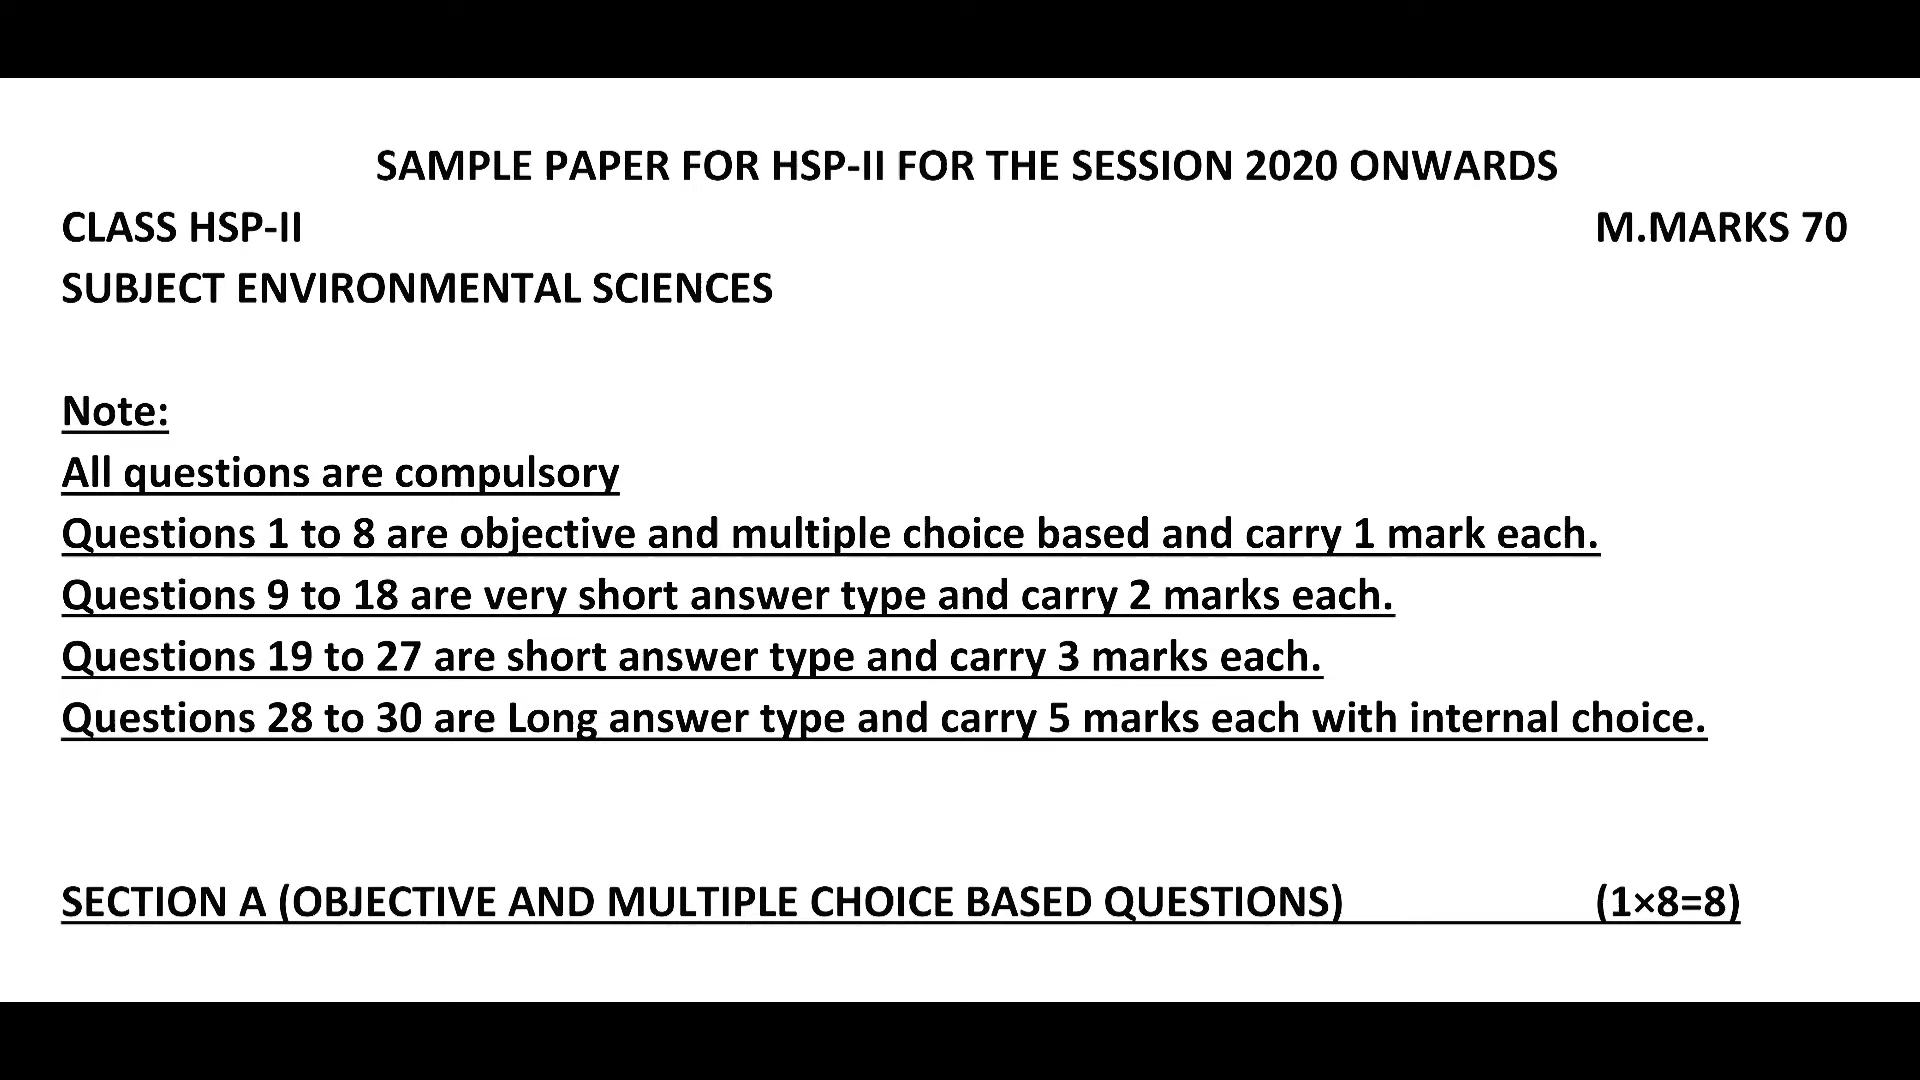 SAMPLE PAPER FOR HSP-II FOR THE SESSION 2020 ONWARDS
CLASS HSP-II M.MARKS 70
SUBJECT ENVIRONMENTAL SCIENCES
Note:
All questions are compulsory
Questions 1 to 8 are objective and multiple choice based and carry 1 mark each.
Questions 9 to 18 are very short answer type and carry 2 marks each.
Questions 19 to 27 are short answer type and carry 3 marks each.
Questions 28 to 30 are Long answer type and carry 5 marks each with internal choice.
SECTION A (OBJECTIVE AND MULTIPLE CHOICE BASED QUESTIONS) (1×8=8)